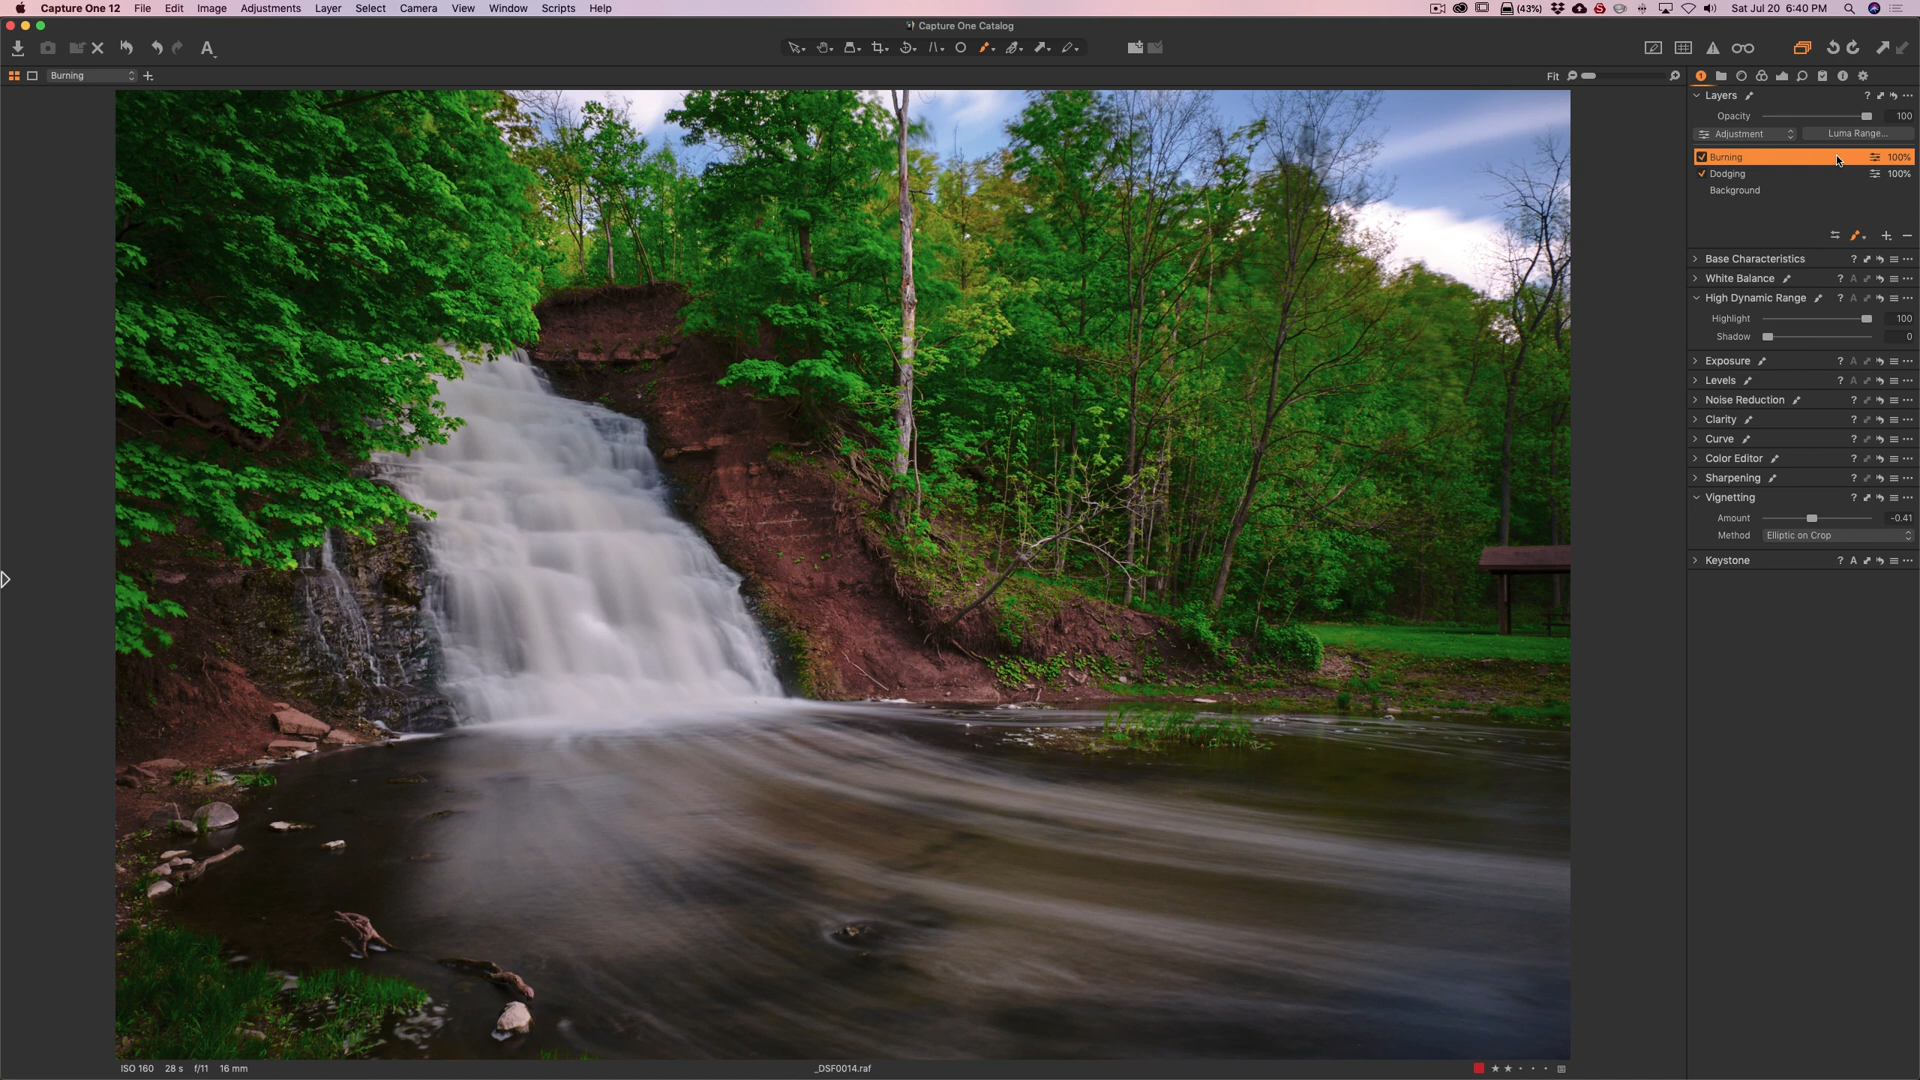 Capture One 12 File Edit Image Adjustments Layer Select Camera View Window Scripts Help (43%) Sat Jul 20 6:40 PM
Capture One Catalog
Burning Fit
Layers ?
Opacity 100
Adjustment Luma Range...
Burning 100%
Dodging 100%
Background
Base Characteristics ?
White Balance ? A
High Dynamic Range ? A
Highlight 100
Shadow 0
Exposure ? A
Levels ? A
Noise Reduction ?
Clarity ?
Curve ?
Color Editor ?
Sharpening ?
Vignetting ?
Amount -0.41
Method Elliptic on Crop
Keystone ? A
ISO 160 28 s f/11 16 mm _DSF0014.raf